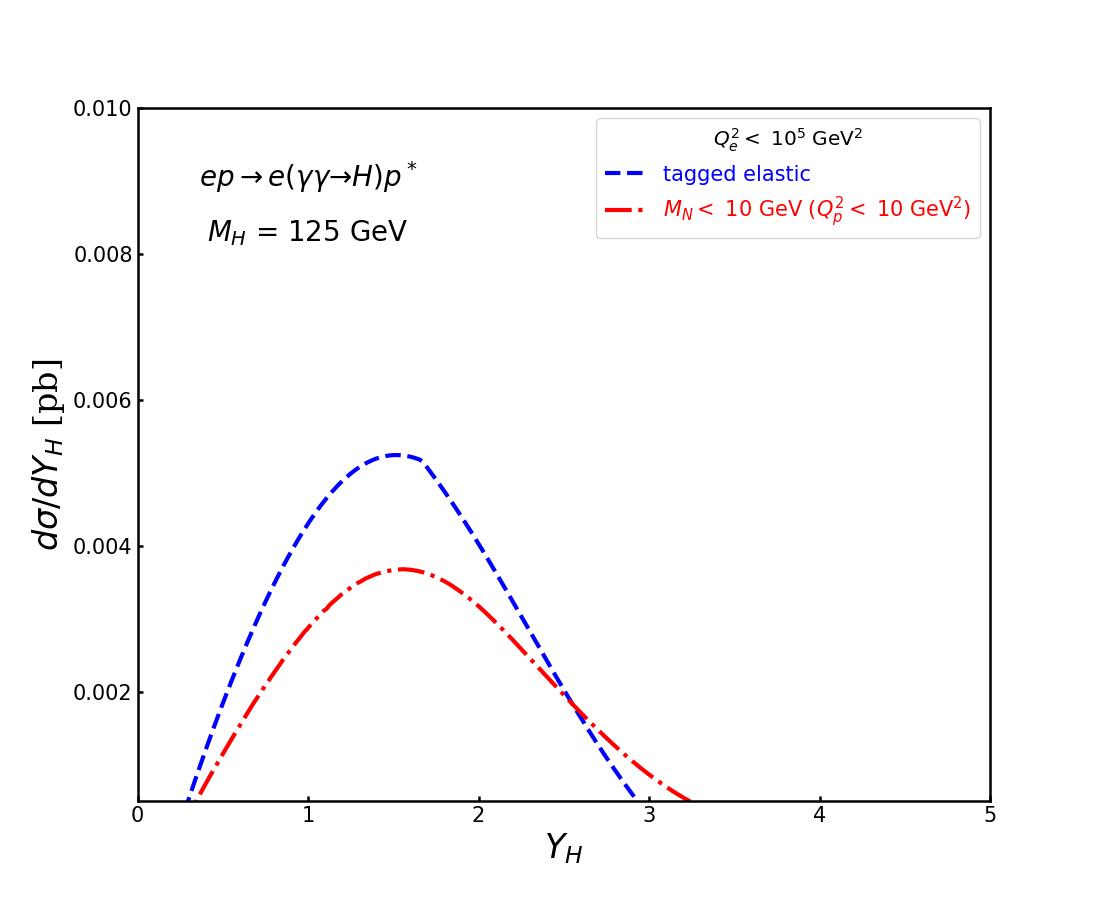 0.010
0.008
0.006
0.004
0.002
dσ/dY_H [pb]
ep → e(γγ→H)p*
M_H = 125 GeV
Q_e^2 < 10^5 GeV^2
tagged elastic
M_N < 10 GeV (Q_p^2 < 10 GeV^2)
0 1 2 3 4 5
Y_H